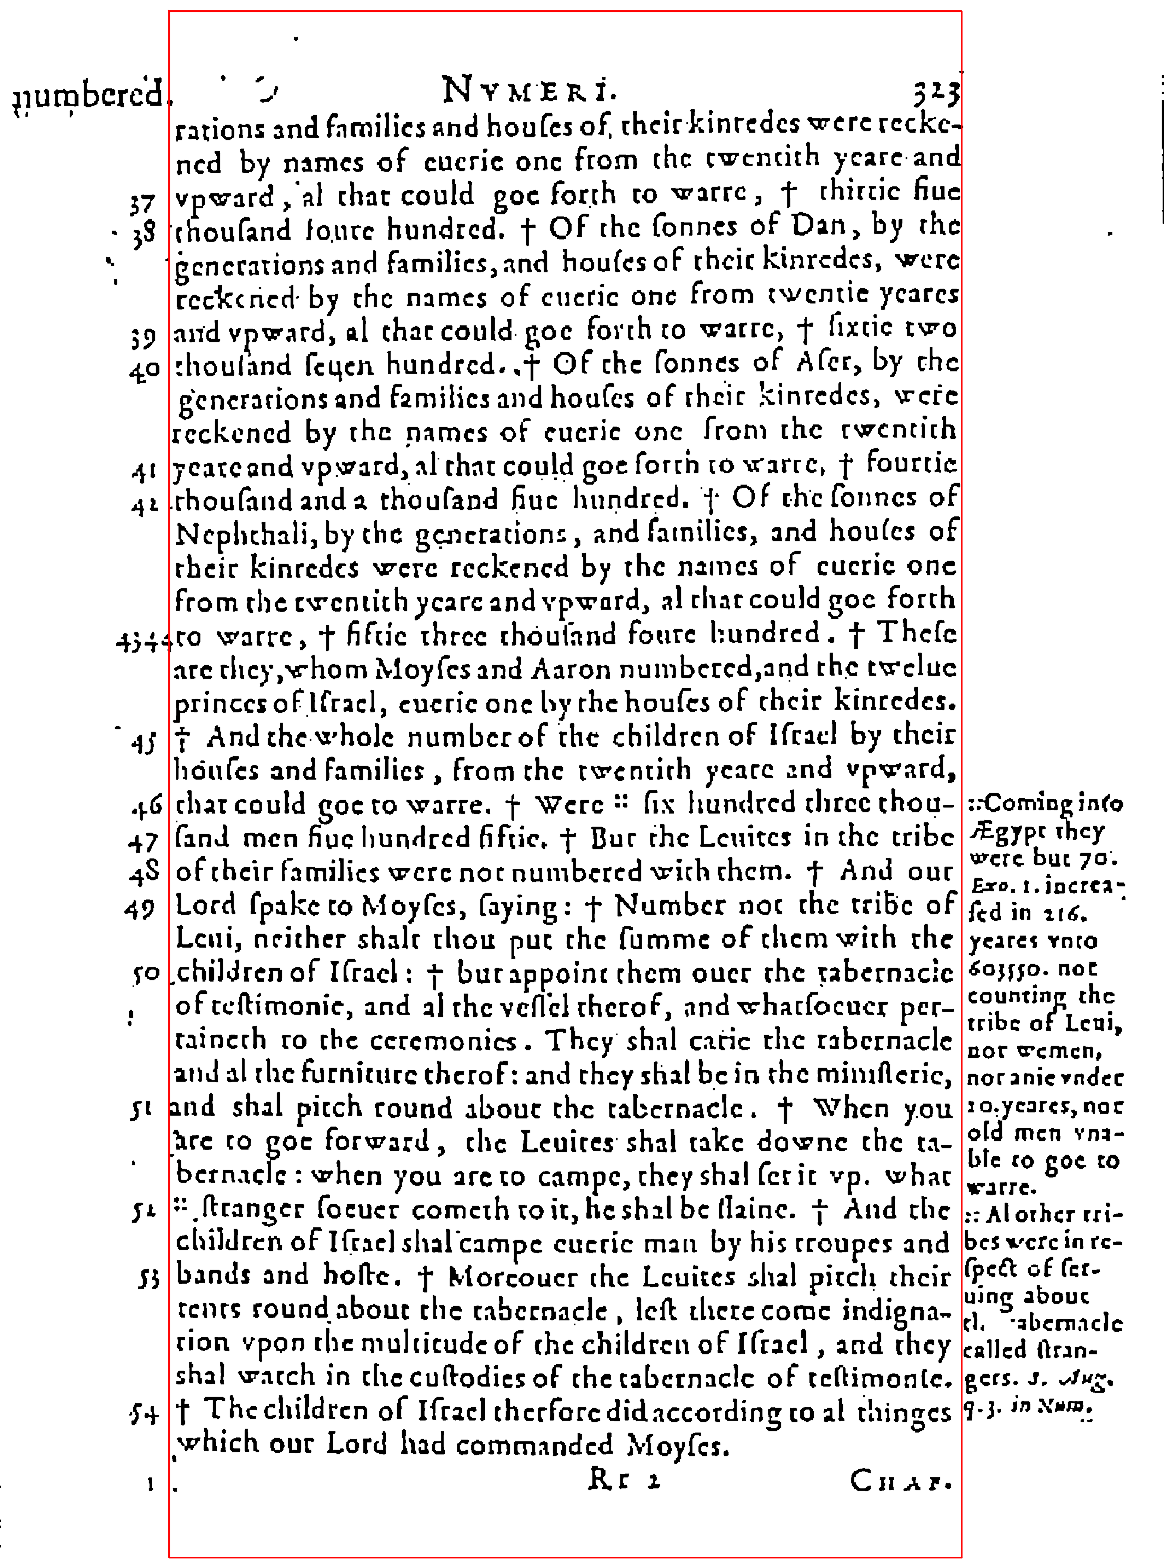 numbered. NVMERI. 323
rations and families and houſes of, their kinredes were recke-
ned by names of euerie one from the twentith yeare and
37 vpward, al that could goe forth to warre, † thirtie fiue
38 thouſand foure hundred. † Of the ſonnes of Dan, by the
generations and families, and houſes of their kinredes, were
reckened by the names of euerie one from twentie yeares
39 and vpward, al that could goe forth to warre, † ſixtie two
40 thouſand ſeuen hundred. † Of the ſonnes of Aſer, by the
generations and families and houſes of their kinredes, were
reckened by the names of euerie one from the twentith
41 yeare and vpward, al that could goe forth to warre, † fourtie
42 thouſand and a thouſand fiue hundred. † Of the ſonnes of
Nephthali, by the generations, and families, and houſes of
their kinredes were reckened by the names of euerie one
from the twentith yeare and vpward, al that could goe forth
43 44 to warre, † fiftie three thouſand foure hundred. † Theſe
are they, whom Moyſes and Aaron numbered, and the twelue
princes of Iſrael, euerie one by the houſes of their kinredes.
45 † And the whole number of the children of Iſrael by their
houſes and families, from the twentith yeare and vpward,
46 that could goe to warre. † Were :: ſix hundred three thou-
47 ſand men fiue hundred fiftie. † But the Leuites in the tribe
48 of their families were not numbered with them. † And our
49 Lord ſpake to Moyſes, ſaying: † Number not the tribe of
Leui, neither shalt thou put the ſumme of them with the
50 children of Iſrael: † but appoint them ouer the tabernacle
of teſtimonie, and al the veſſel therof, and whatſoeuer per-
taineth to the ceremonies. They shal carie the tabernacle
and al the furniture therof: and they shal be in the miniſterie,
51 and shal pitch round about the tabernacle. † When you
are to goe forward, the Leuites shal take downe the ta-
bernacle: when you are to campe, they shal ſet it vp. what
52 :: ſtranger ſoeuer cometh to it, he shal be ſlaine. † And the
children of Iſrael shal campe euerie man by his troupes and
53 bands and hoſte. † Moreouer the Leuites shal pitch their
tents round about the tabernacle, leſt there come indigna-
tion vpon the multitude of the children of Iſrael, and they
shal watch in the cuſtodies of the tabernacle of teſtimonie.
54 † The children of Iſrael therfore did according to al thinges
which our Lord had commanded Moyſes.
1 Rr 2 CHAP.
::Coming into
Ægypt they
were but 70.
Exo. 1. increa-
ſed in 216.
yeares vnto
603550. not
counting the
tribe of Leui,
nor wemen,
nor anie vnder
20. yeares, nor
old men vna-
ble to goe to
warre.
:: Al other tri-
bes were in re-
ſpect of ſer-
uing about
abernacle
called ſtran-
gers. S. Aug.
q. 3. in Num.